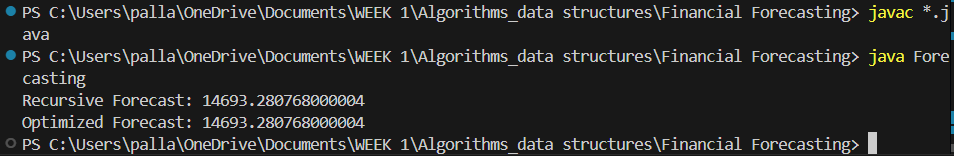 PS C:\Users\palla\OneDrive\Documents\WEEK 1\Algorithms_data structures\Financial Forecasting> javac *.j
ava
PS C:\Users\palla\OneDrive\Documents\WEEK 1\Algorithms_data structures\Financial Forecasting> java Fore
casting
Recursive Forecast: 14693.280768000004
Optimized Forecast: 14693.280768000004
PS C:\Users\palla\OneDrive\Documents\WEEK 1\Algorithms_data structures\Financial Forecasting>